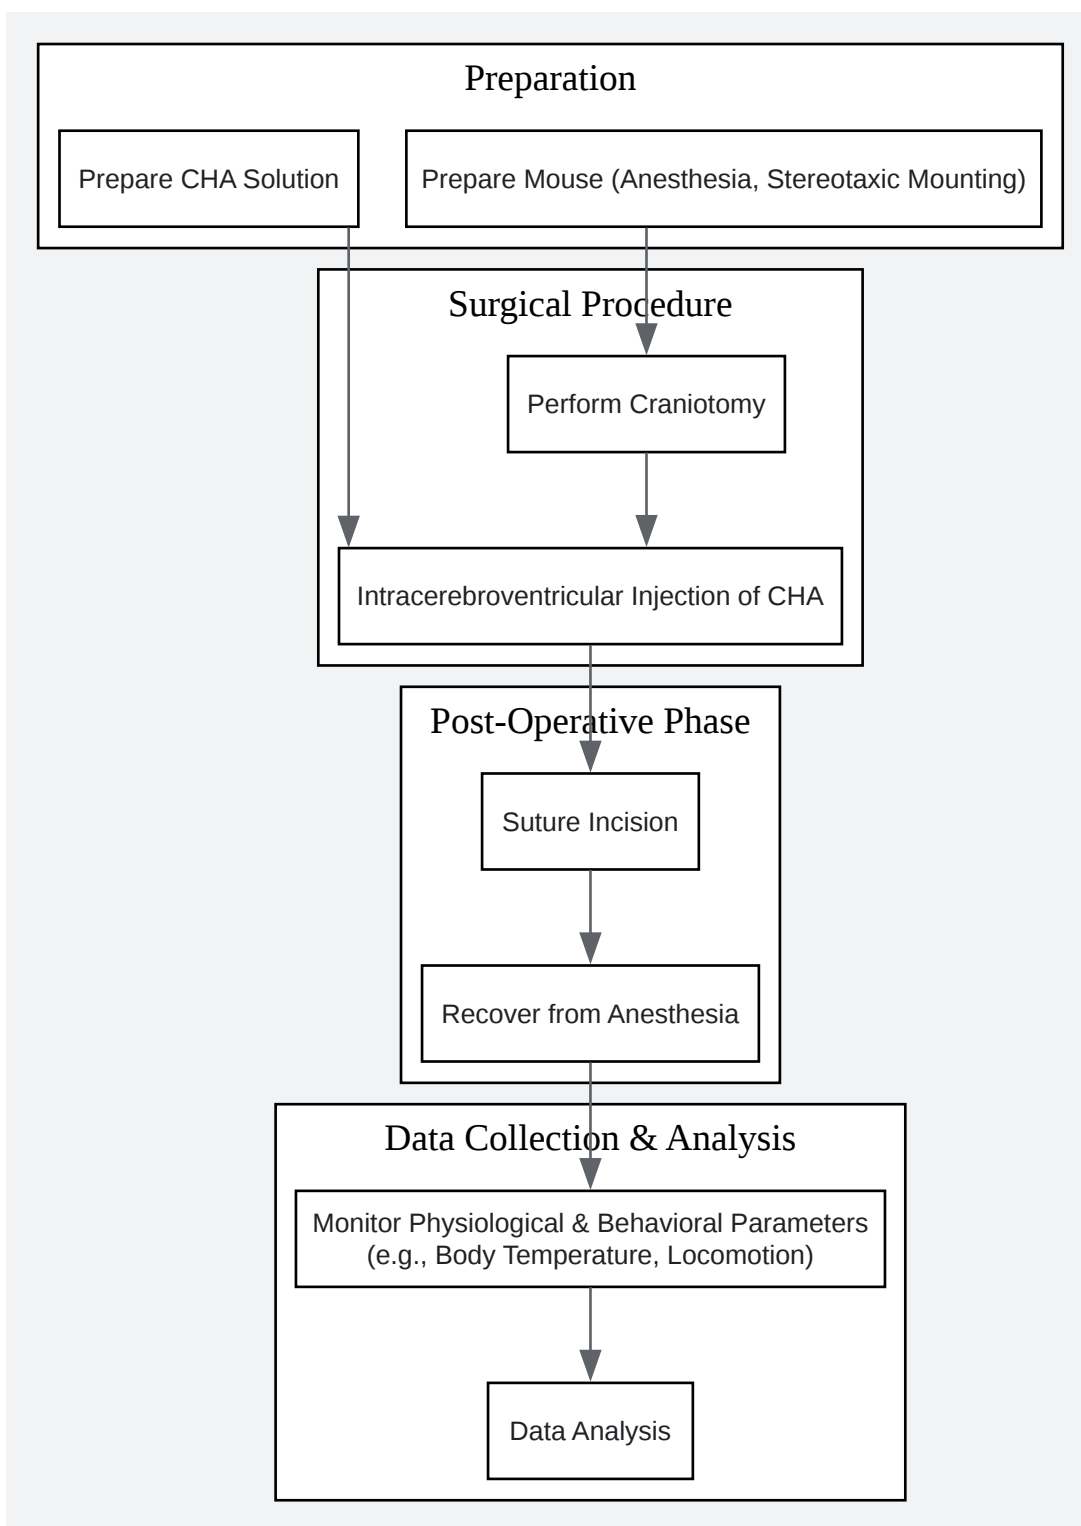 Preparation
Prepare CHA Solution
Prepare Mouse (Anesthesia, Stereotaxic Mounting)
Surgical Procedure
Perform Craniotomy
Intracerebroventricular Injection of CHA
Post-Operative Phase
Suture Incision
Recover from Anesthesia
Data Collection & Analysis
Monitor Physiological & Behavioral Parameters
(e.g., Body Temperature, Locomotion)
Data Analysis